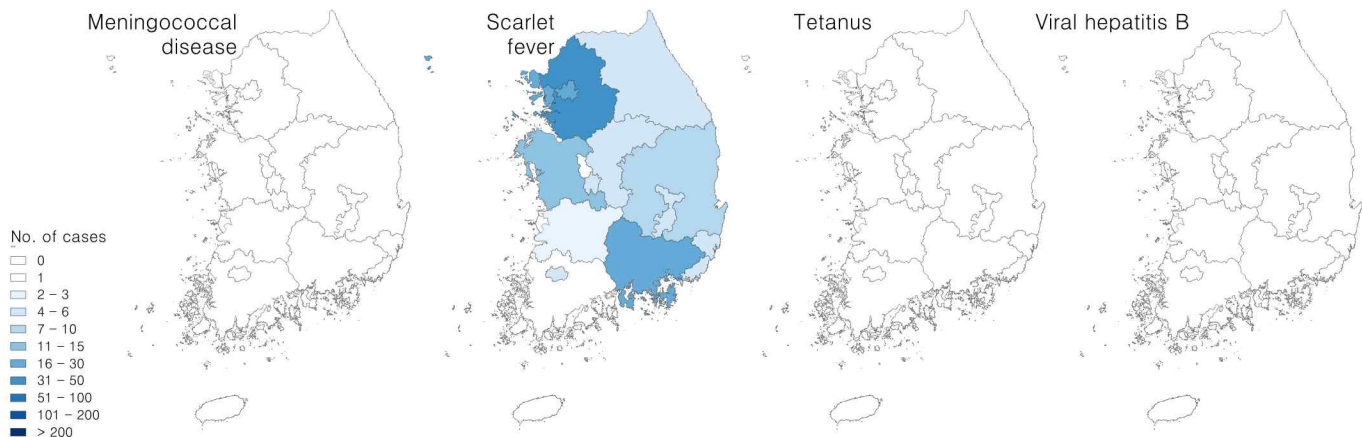 Meningococcal
disease
Scarlet
fever
Tetanus
Viral hepatitis B
No. of cases
0
1
2 – 3
4 – 6
7 – 10
11 – 15
16 – 30
31 – 50
51 – 100
101 – 200
> 200